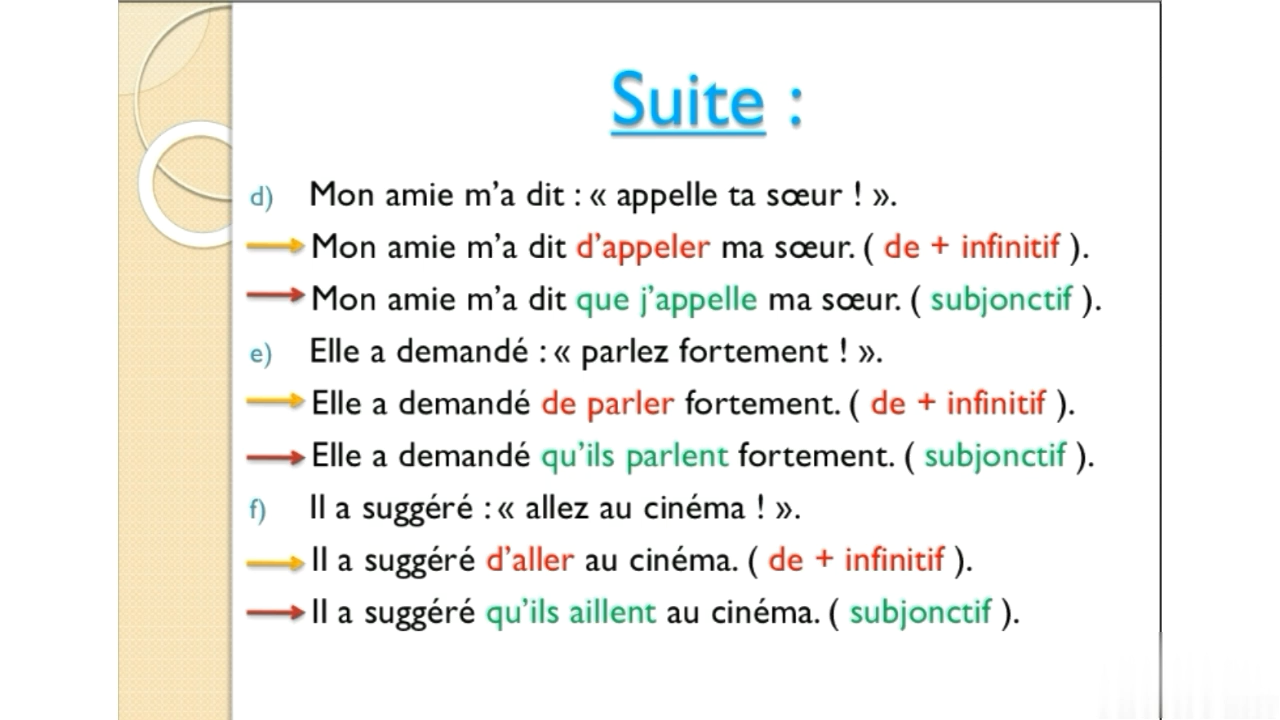 Suite :
d) Mon amie m’a dit : « appelle ta sœur ! ».
Mon amie m’a dit d’appeler ma sœur. ( de + infinitif ).
Mon amie m’a dit que j’appelle ma sœur. ( subjonctif ).
e) Elle a demandé : « parlez fortement ! ».
Elle a demandé de parler fortement. ( de + infinitif ).
Elle a demandé qu’ils parlent fortement. ( subjonctif ).
f) Il a suggéré : « allez au cinéma ! ».
Il a suggéré d’aller au cinéma. ( de + infinitif ).
Il a suggéré qu’ils aillent au cinéma. ( subjonctif ).